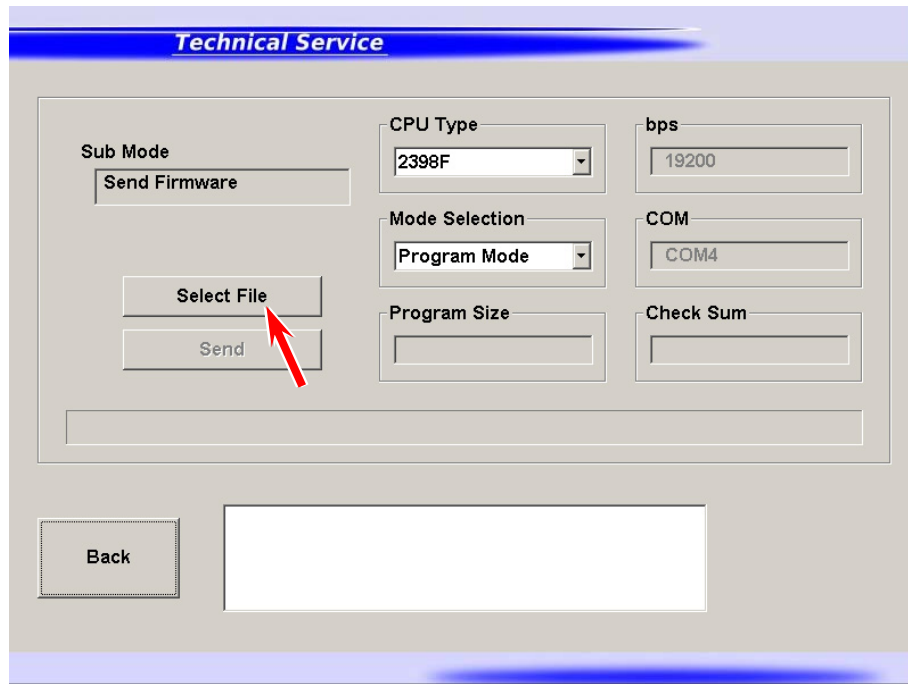 Technical Service
Sub Mode
Send Firmware
CPU Type
2398F
bps
19200
Mode Selection
Program Mode
COM
COM4
Select File
Program Size
Check Sum
Send
Back